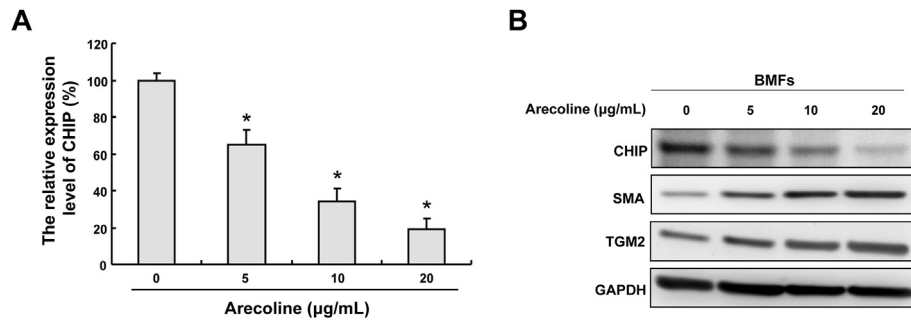 A
The relative expression
level of CHIP (%)
120
100
80
60
40
20
0
*
*
*
0 5 10 20
Arecoline (μg/mL)
B
BMFs
Arecoline (μg/mL) 0 5 10 20
CHIP
SMA
TGM2
GAPDH